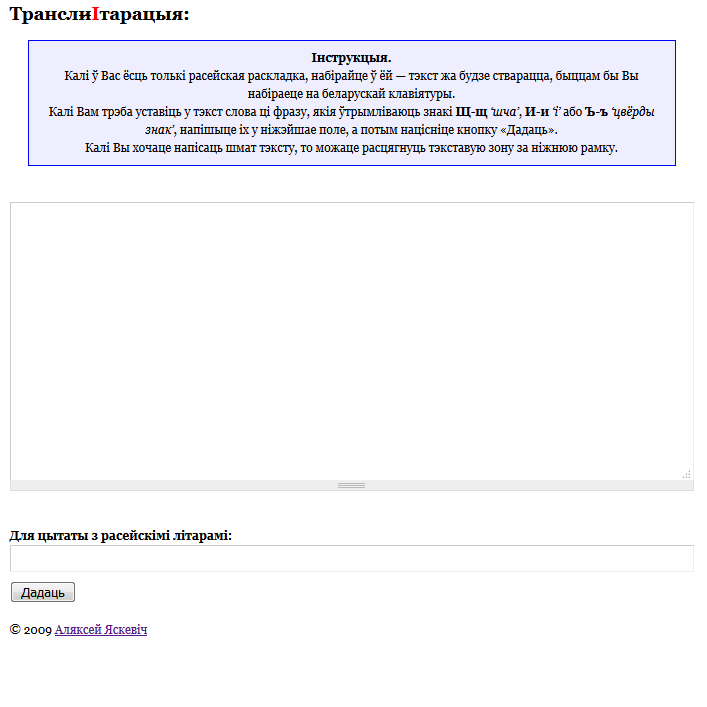 ТранслиІтарацыя:
Інструкцыя.
Калі ў Вас ёсць толькі расейская раскладка, набірайце ў ёй — тэкст жа будзе стварацца, быццам бы Вы
набіраеце на беларускай клавіятуры.
Калі Вам трэба уставіць у тэкст слова ці фразу, якія ўтрымліваюць знакі Щ-щ ‘шча’, И-и ‘і’ або Ъ-ъ ‘цвёрды
знак’, напішыце іх у ніжэйшае поле, а потым націсніце кнопку «Дадаць».
Калі Вы хочаце напісаць шмат тэксту, то можаце расцягнуць тэкставую зону за ніжнюю рамку.
Для цытаты з расейскімі літарамі:
Дадаць
© 2009 Аляксей Яскевіч